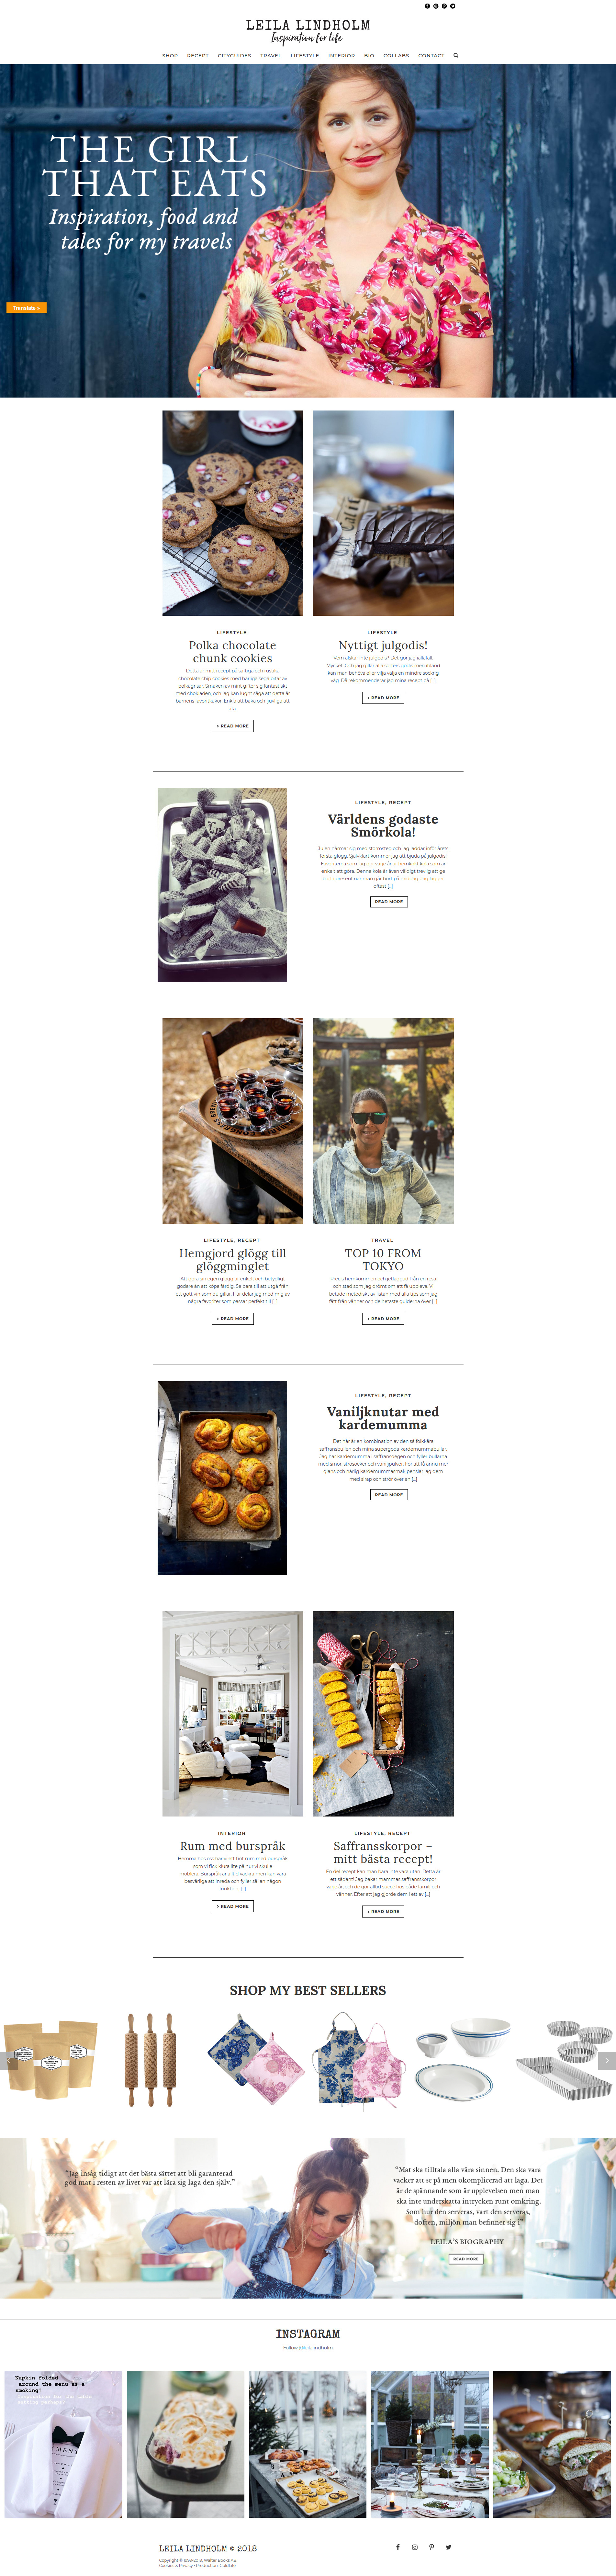 LEILA LINDHOLM
Inspiration for life
SHOP RECEPT CITYGUIDES TRAVEL LIFESTYLE INTERIOR BIO COLLABS CONTACT
THE GIRL
THAT EATS
Inspiration, food and
tales for my travels
Translate »
LIFESTYLE
Polka chocolate
chunk cookies
Detta är mitt recept på saftiga och rustika
chocolate chip cookies med härliga sega bitar av
polkagrisar. Smaken av mint gifter sig fantastiskt
med chokladen, och jag kan lugnt säga att detta är
barnens favoritkakor. Enkla att baka och ljuvliga att
äta.
READ MORE
LIFESTYLE
Nyttigt julgodis!
Vem älskar inte julgodis? Det gör jag iallafall.
Mycket. Och jag gillar alla sorters godis men ibland
kan man behöva eller vilja välja en mindre sockrig
väg. Då rekommenderar jag mina recept på [...]
READ MORE
LIFESTYLE, RECEPT
Världens godaste
Smörkola!
Julen närmar sig med stormsteg och jag laddar inför årets
första glögg. Självklart kommer jag att bjuda på julgodis!
Favoriterna som jag gör varje år är hemkokt kola som är
enkelt att göra. Denna kola är även väldigt trevlig att ge
bort i present när man går bort på middag. Jag lägger
oftast [...]
READ MORE
LIFESTYLE, RECEPT
Hemgjord glögg till
glöggminglet
Att göra sin egen glögg är enkelt och betydligt
godare än att köpa färdig. Se bara till att utgå från
ett gott vin som du gillar. Här delar jag med mig av
några favoriter som passar perfekt till [...]
READ MORE
TRAVEL
TOP 10 FROM
TOKYO
Precis hemkommen och jetlaggad från en resa
och stad som jag drömt om att få uppleva. Vi
betade metodiskt av listan med alla tips som jag
fått från vänner och de hetaste guiderna över [...]
READ MORE
LIFESTYLE, RECEPT
Vaniljknutar med
kardemumma
Det här är en kombination av den så folkkära
saffransbullen och mina supergoda kardemummabullar.
Jag har kardemumma i saffransdegen och fyller bullarna
med smör, strösocker och vaniljpulver. För att få ännu mer
glans och härlig kardemummasmak penslar jag dem
med sirap och strör över en [...]
READ MORE
INTERIOR
Rum med burspråk
Hemma hos oss har vi ett fint rum med burspråk
som vi fick klura lite på hur vi skulle
möblera. Burspråk är alltid vackra men kan vara
besvärliga att inreda och fyller sällan någon
funktion, [...]
READ MORE
LIFESTYLE, RECEPT
Saffransskorpor –
mitt bästa recept!
En del recept kan man bara inte vara utan. Detta är
ett sådant! Jag bakar mammas saffransskorpor
varje år, och de gör alltid succé hos både familj och
vänner. Efter att jag gjorde dem i ett av [...]
READ MORE
SHOP MY BEST SELLERS
"Jag insåg tidigt att det bästa sättet att bli garanterad
god mat i resten av livet var att lära sig laga den själv."
"Mat ska tilltala alla våra sinnen. Den ska vara
vacker att se på men okomplicerad att laga. Det
är de spännande som är upplevelsen men man
ska inte underskatta intrycken runt omkring.
Som hur den serveras, vart den serveras,
doften, miljön man befinner sig i"
LEILA'S BIOGRAPHY
READ MORE
INSTAGRAM
Follow @leilalindholm
Napkin folded
around the menu as a
smoking!
MENY
LEILA LINDHOLM © 2018
Copyright © 1999-2015, Walter Books AB.
Cookies & Privacy - Production: GoldLife